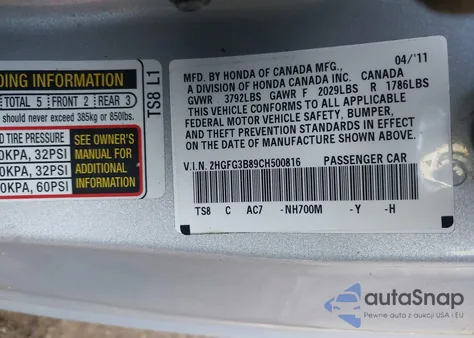 DING INFORMATION
TOTAL 5 FRONT 2 REAR 3
should never exceed 385kg or 850lbs.
D TIRE PRESSURE
0KPA, 32PSI
0KPA, 32PSI
0KPA, 60PSI
SEE OWNER'S
MANUAL FOR
ADDITIONAL
INFORMATION
TS8 L1
04/'11
MFD. BY HONDA OF CANADA MFG.,
A DIVISION OF HONDA CANADA INC. CANADA
GVWR 3792LBS GAWR F 2029LBS R 1786LBS
THIS VEHICLE CONFORMS TO ALL APPLICABLE
FEDERAL MOTOR VEHICLE SAFETY, BUMPER,
AND THEFT PREVENTION STANDARDS IN EFFECT
ON THE DATE OF MANUFACTURE SHOWN ABOVE.
V.I.N. 2HGFG3B89CH500816 PASSENGER CAR
TS8 C AC7 -NH700M -Y -H
autoSnap
Pewne auta z aukcji USA i EU